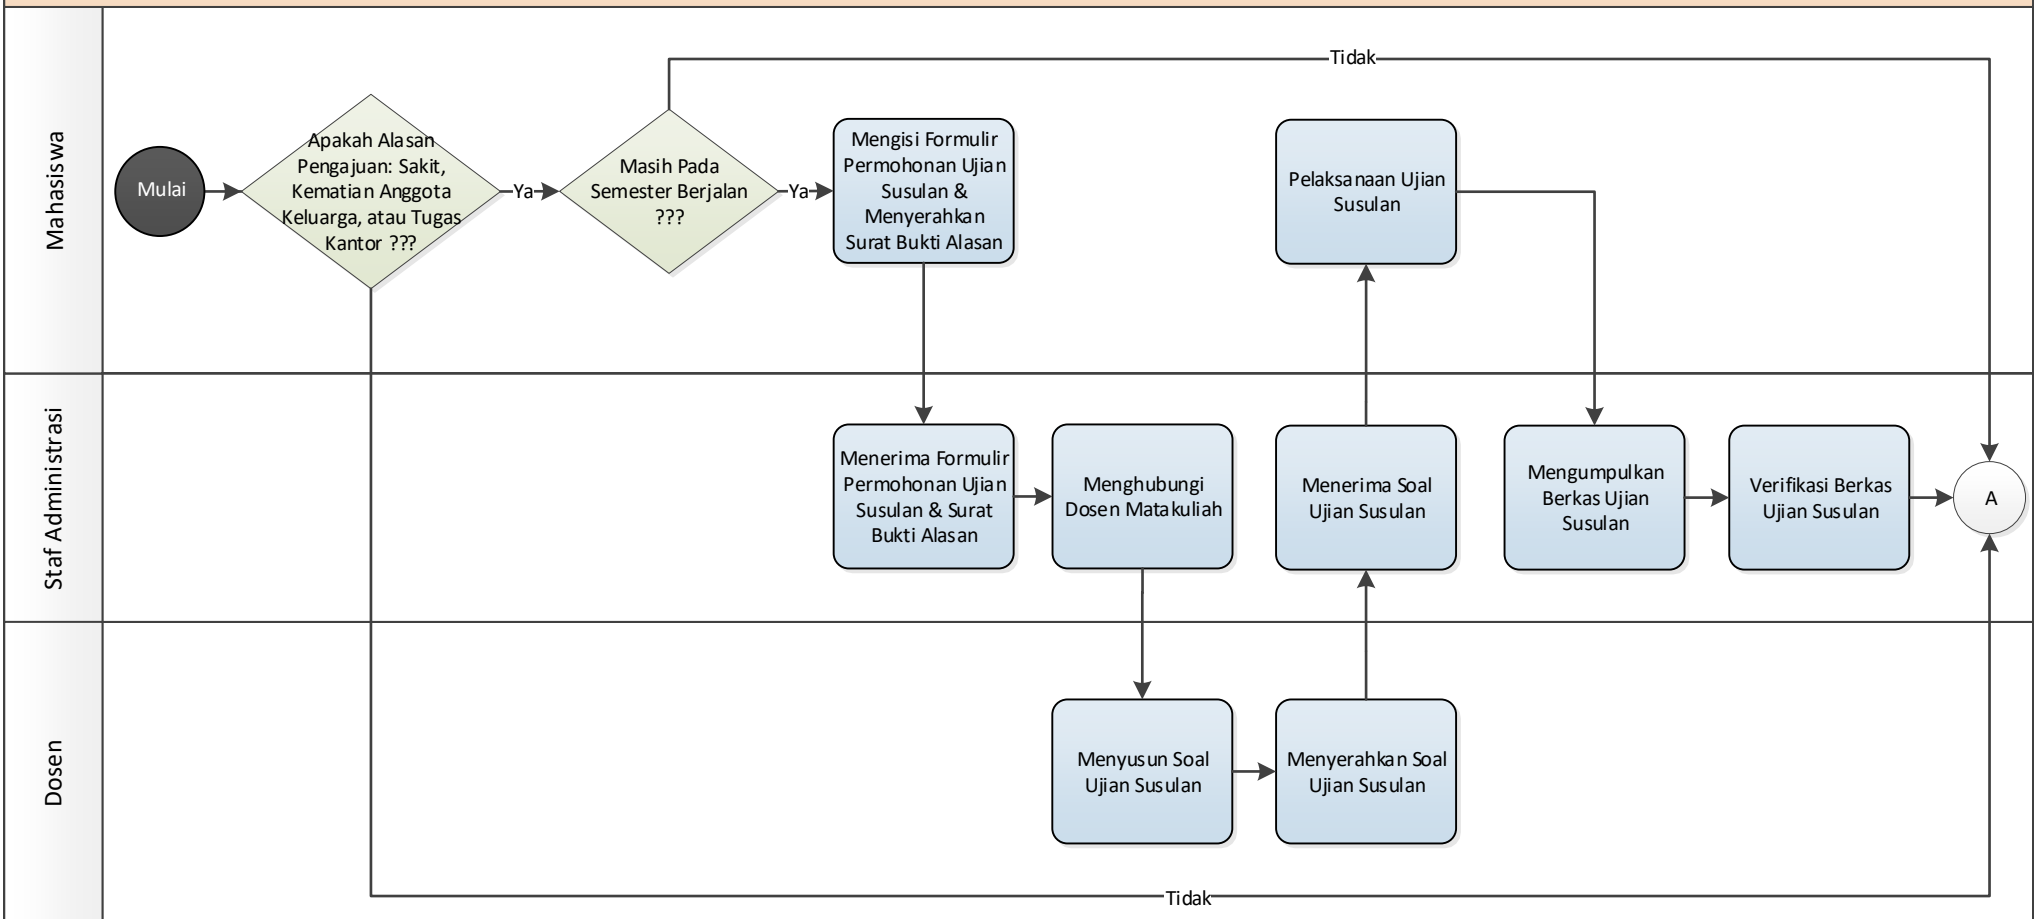 Mahasiswa
Mulai
Apakah Alasan
Pengajuan: Sakit,
Kematian Anggota
Keluarga, atau Tugas
Kantor ???
Ya
Masih Pada
Semester Berjalan
???
Ya
Tidak
Mengisi Formulir
Permohonan Ujian
Susulan &
Menyerahkan
Surat Bukti Alasan
Pelaksanaan Ujian
Susulan
Staf Administrasi
Menerima Formulir
Permohonan Ujian
Susulan & Surat
Bukti Alasan
Menghubungi
Dosen Matakuliah
Menerima Soal
Ujian Susulan
Mengumpulkan
Berkas Ujian
Susulan
Verifikasi Berkas
Ujian Susulan
A
Dosen
Menyusun Soal
Ujian Susulan
Menyerahkan Soal
Ujian Susulan
Tidak